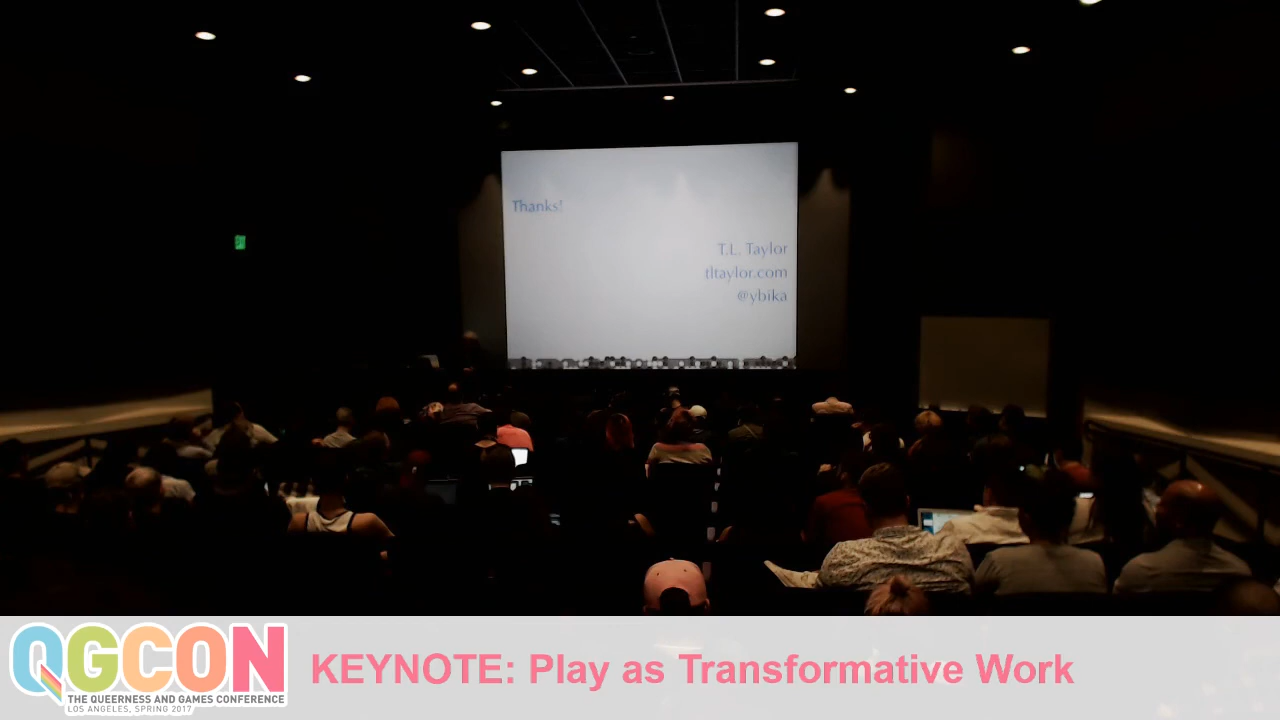 Thanks!
T.L. Taylor
tltaylor.com
@ybika
QGCON
THE QUEERNESS AND GAMES CONFERENCE
LOS ANGELES, SPRING 2017
KEYNOTE: Play as Transformative Work